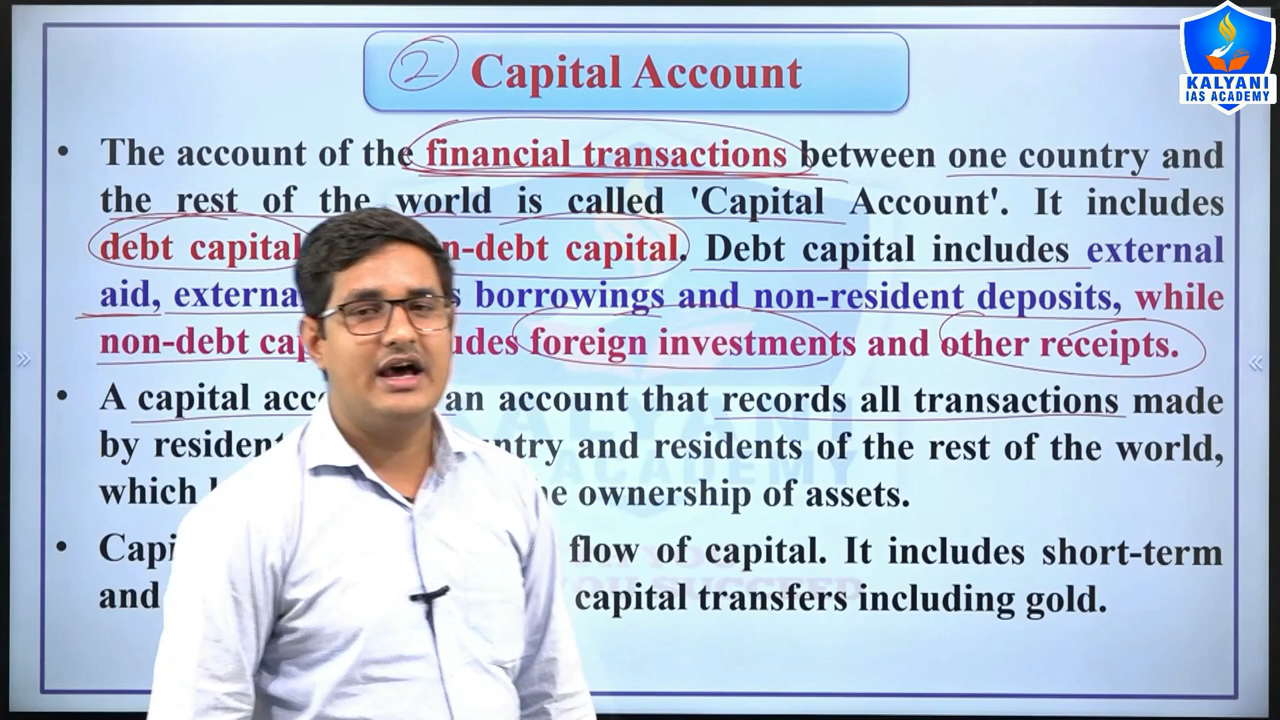 KALYANI
IAS ACADEMY
2 Capital Account
• The account of the financial transactions between one country and
the rest of the world is called 'Capital Account'. It includes
debt capital n-debt capital. Debt capital includes external
aid, external s borrowings and non-resident deposits, while
non-debt cap udes foreign investments and other receipts.
• A capital acc an account that records all transactions made
by resident ntry and residents of the rest of the world,
which he ownership of assets.
• Capi flow of capital. It includes short-term
and capital transfers including gold.
KALYANI
ACADEMY